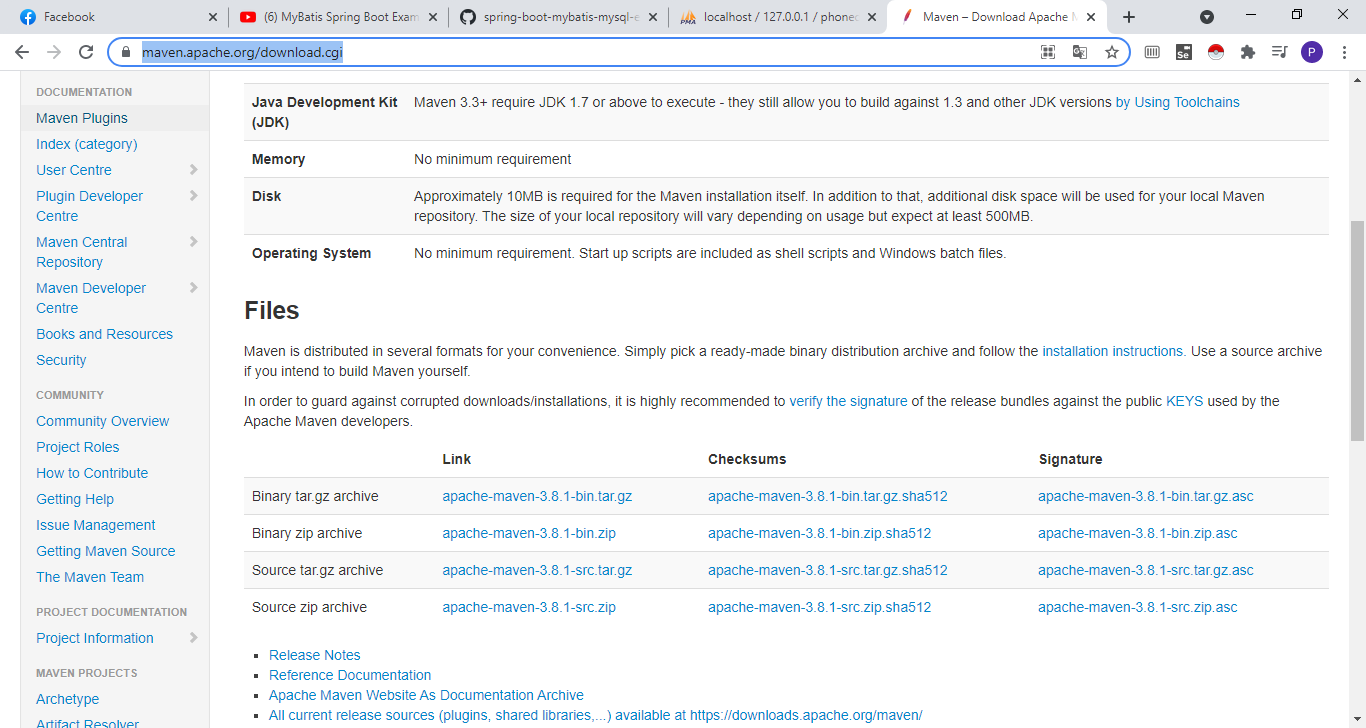 Facebook
(6) MyBatis Spring Boot Exam
spring-boot-mybatis-mysql-e
localhost / 127.0.0.1 / phone
Maven – Download Apache M
maven.apache.org/download.cgi
Se
P
DOCUMENTATION
Maven Plugins
Index (category)
User Centre
Plugin Developer
Centre
Maven Central
Repository
Maven Developer
Centre
Books and Resources
Security
COMMUNITY
Community Overview
Project Roles
How to Contribute
Getting Help
Issue Management
Getting Maven Source
The Maven Team
PROJECT DOCUMENTATION
Project Information
MAVEN PROJECTS
Archetype
Artifact Resolver
Java Development Kit Maven 3.3+ require JDK 1.7 or above to execute - they still allow you to build against 1.3 and other JDK versions by Using Toolchains
(JDK)
Memory No minimum requirement
Disk Approximately 10MB is required for the Maven installation itself. In addition to that, additional disk space will be used for your local Maven
repository. The size of your local repository will vary depending on usage but expect at least 500MB.
Operating System No minimum requirement. Start up scripts are included as shell scripts and Windows batch files.
Files
Maven is distributed in several formats for your convenience. Simply pick a ready-made binary distribution archive and follow the installation instructions. Use a source archive
if you intend to build Maven yourself.
In order to guard against corrupted downloads/installations, it is highly recommended to verify the signature of the release bundles against the public KEYS used by the
Apache Maven developers.
Link Checksums Signature
Binary tar.gz archive apache-maven-3.8.1-bin.tar.gz apache-maven-3.8.1-bin.tar.gz.sha512 apache-maven-3.8.1-bin.tar.gz.asc
Binary zip archive apache-maven-3.8.1-bin.zip apache-maven-3.8.1-bin.zip.sha512 apache-maven-3.8.1-bin.zip.asc
Source tar.gz archive apache-maven-3.8.1-src.tar.gz apache-maven-3.8.1-src.tar.gz.sha512 apache-maven-3.8.1-src.tar.gz.asc
Source zip archive apache-maven-3.8.1-src.zip apache-maven-3.8.1-src.zip.sha512 apache-maven-3.8.1-src.zip.asc
Release Notes
Reference Documentation
Apache Maven Website As Documentation Archive
All current release sources (plugins, shared libraries,...) available at https://downloads.apache.org/maven/